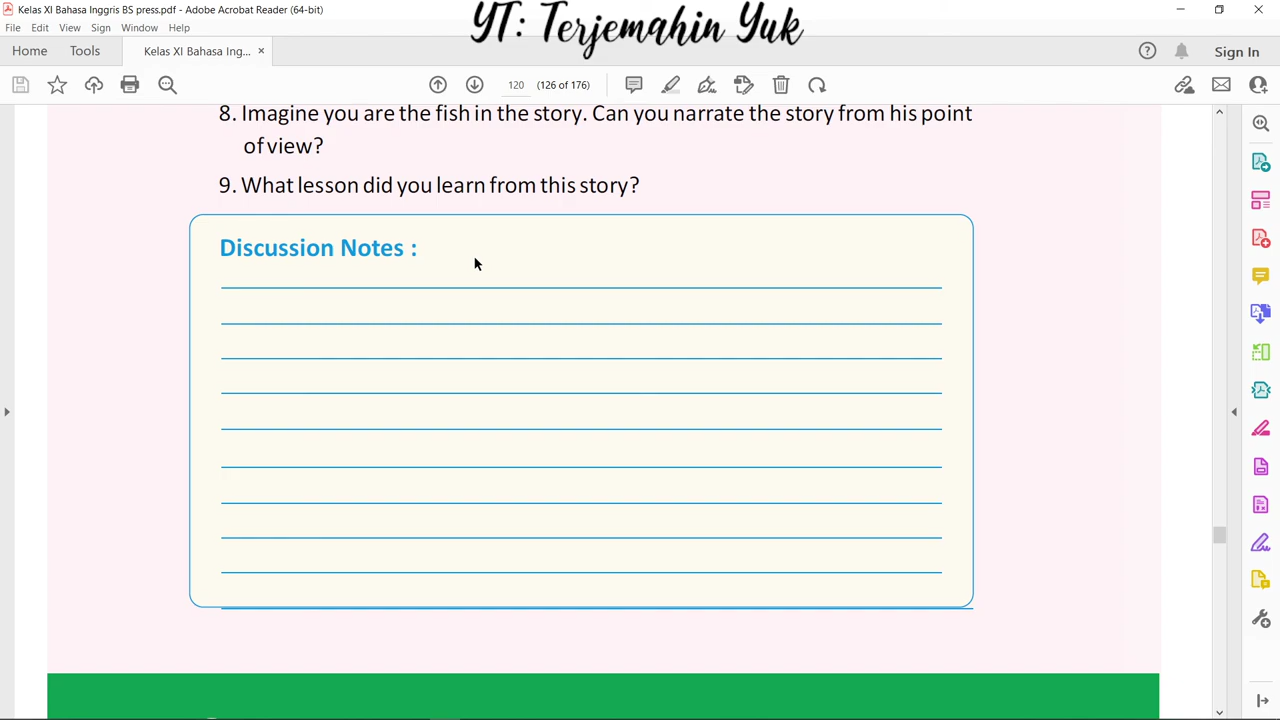 Kelas XI Bahasa Inggris BS press.pdf - Adobe Acrobat Reader (64-bit)
YT: Terjemahin Yuk
File Edit View Sign Window Help
Home Tools Kelas XI Bahasa Ing... × Sign In
120 (126 of 176)
8. Imagine you are the fish in the story. Can you narrate the story from his point
of view?
9. What lesson did you learn from this story?
Discussion Notes :